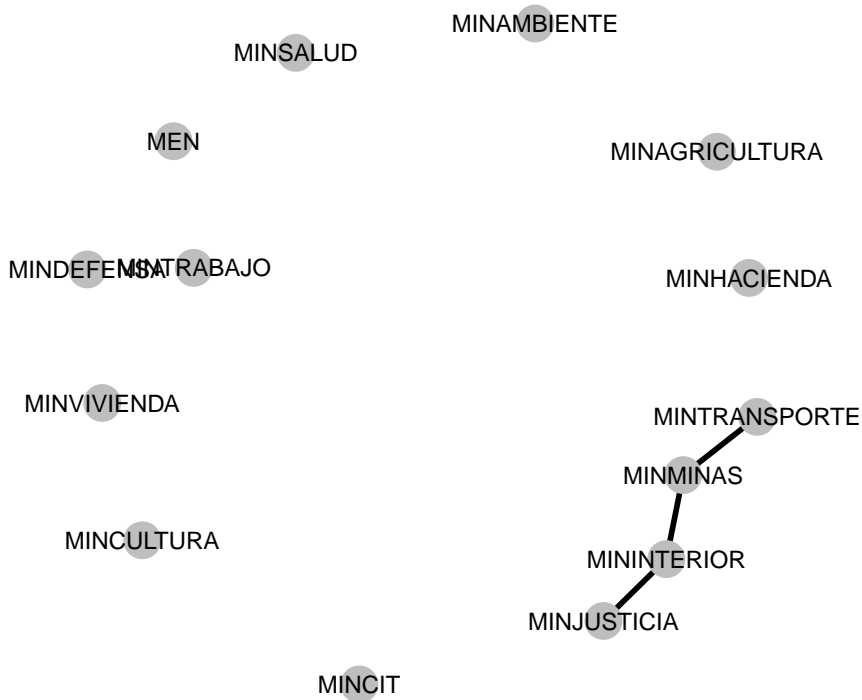 MINAMBIENTE
MINSALUD
MEN
MINAGRICULTURA
MINDEFENSA
MINTRABAJO
MINHACIENDA
MINVIVIENDA
MINTRANSPORTE
MINMINAS
MINCULTURA
MININTERIOR
MINJUSTICIA
MINCIT